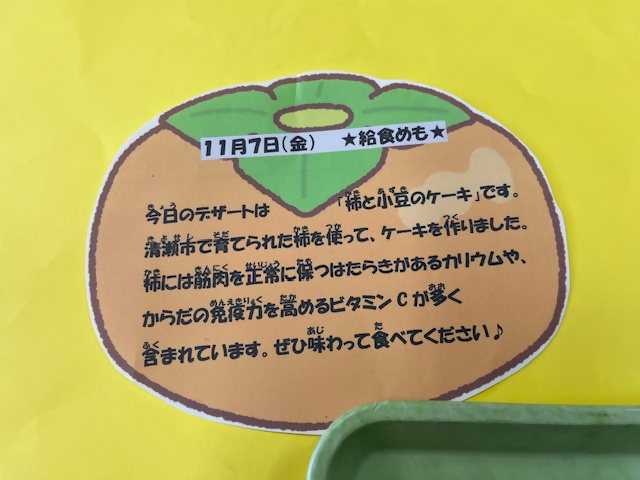 11月7日(金) ★給食めも★
今日のデザートは 「柿と小豆のケーキ」です。
清瀬市で育てられた柿を使って、ケーキを作りました。
柿には筋肉を正常に保つはたらきがあるカリウムや、
からだの免疫力を高めるビタミンCが多く
含まれています。ぜひ味わって食べてください♪